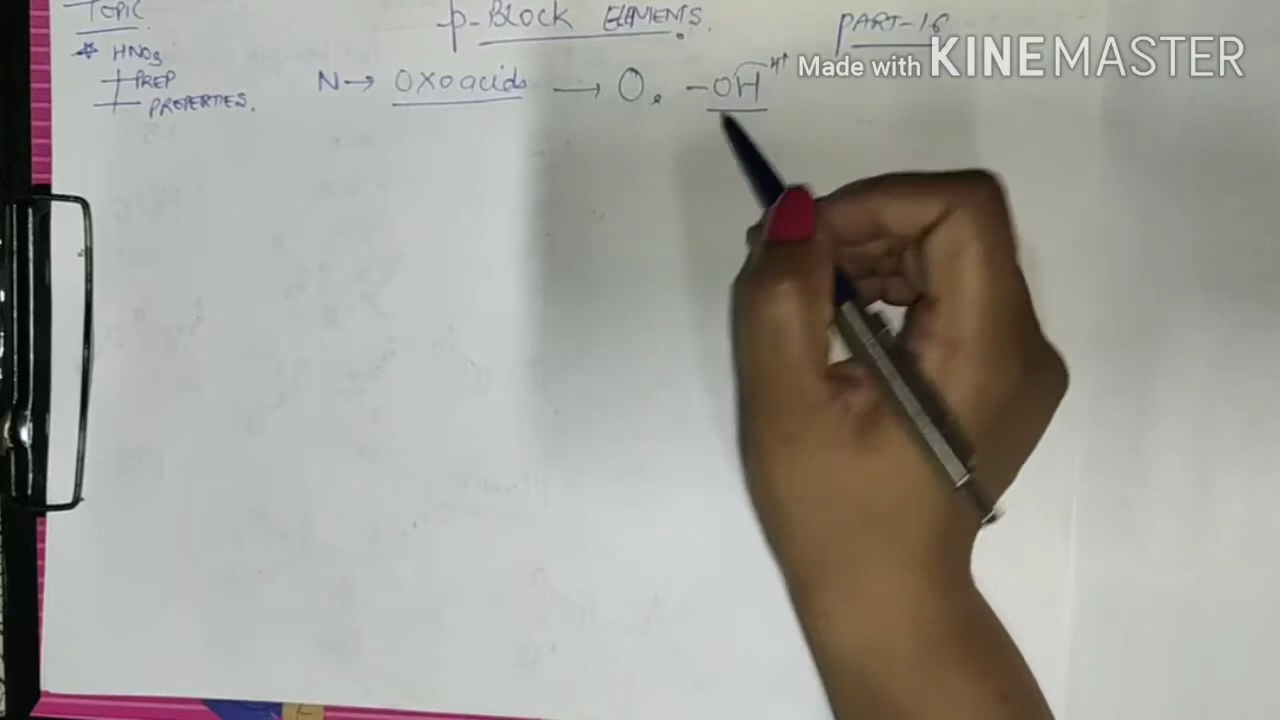 TOPIC
p-BLOCK ELEMENTS.
PART-16
* HNO3
PREP
PROPERTIES.
N→ Oxoacids → O. -OH H+
Made with KINEMASTER